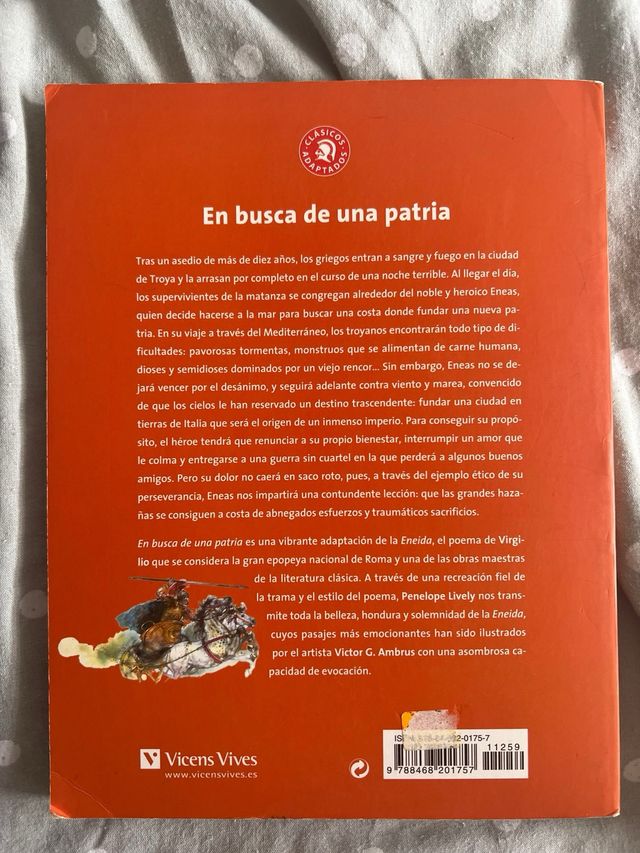 CLÁSICOS
ADAPTADOS
En busca de una patria
Tras un asedio de más de diez años, los griegos entran a sangre y fuego en la ciudad
de Troya y la arrasan por completo en el curso de una noche terrible. Al llegar el día,
los supervivientes de la matanza se congregan alrededor del noble y heroico Eneas,
quien decide hacerse a la mar para buscar una costa donde fundar una nueva pa-
tria. En su viaje a través del Mediterráneo, los troyanos encontrarán todo tipo de di-
ficultades: pavorosas tormentas, monstruos que se alimentan de carne humana,
dioses y semidioses dominados por un viejo rencor... Sin embargo, Eneas no se de-
jará vencer por el desánimo, y seguirá adelante contra viento y marea, convencido
de que los cielos le han reservado un destino trascendente: fundar una ciudad en
tierras de Italia que será el origen de un inmenso imperio. Para conseguir su propó-
sito, el héroe tendrá que renunciar a su propio bienestar, interrumpir un amor que
le colma y entregarse a una guerra sin cuartel en la que perderá a algunos buenos
amigos. Pero su dolor no caerá en saco roto, pues, a través del ejemplo ético de su
perseverancia, Eneas nos impartirá una contundente lección: que las grandes haza-
ñas se consiguen a costa de abnegados esfuerzos y traumáticos sacrificios.
En busca de una patria es una vibrante adaptación de la Eneida, el poema de Virgi-
lio que se considera la gran epopeya nacional de Roma y una de las obras maestras
de la literatura clásica. A través de una recreación fiel de
la trama y el estilo del poema, Penelope Lively nos trans-
mite toda la belleza, hondura y solemnidad de la Eneida,
cuyos pasajes más emocionantes han sido ilustrados
por el artista Victor G. Ambrus con una asombrosa ca-
pacidad de evocación.
Vicens Vives
www.vicensvives.es
0175-7
11259
9 788468 201757